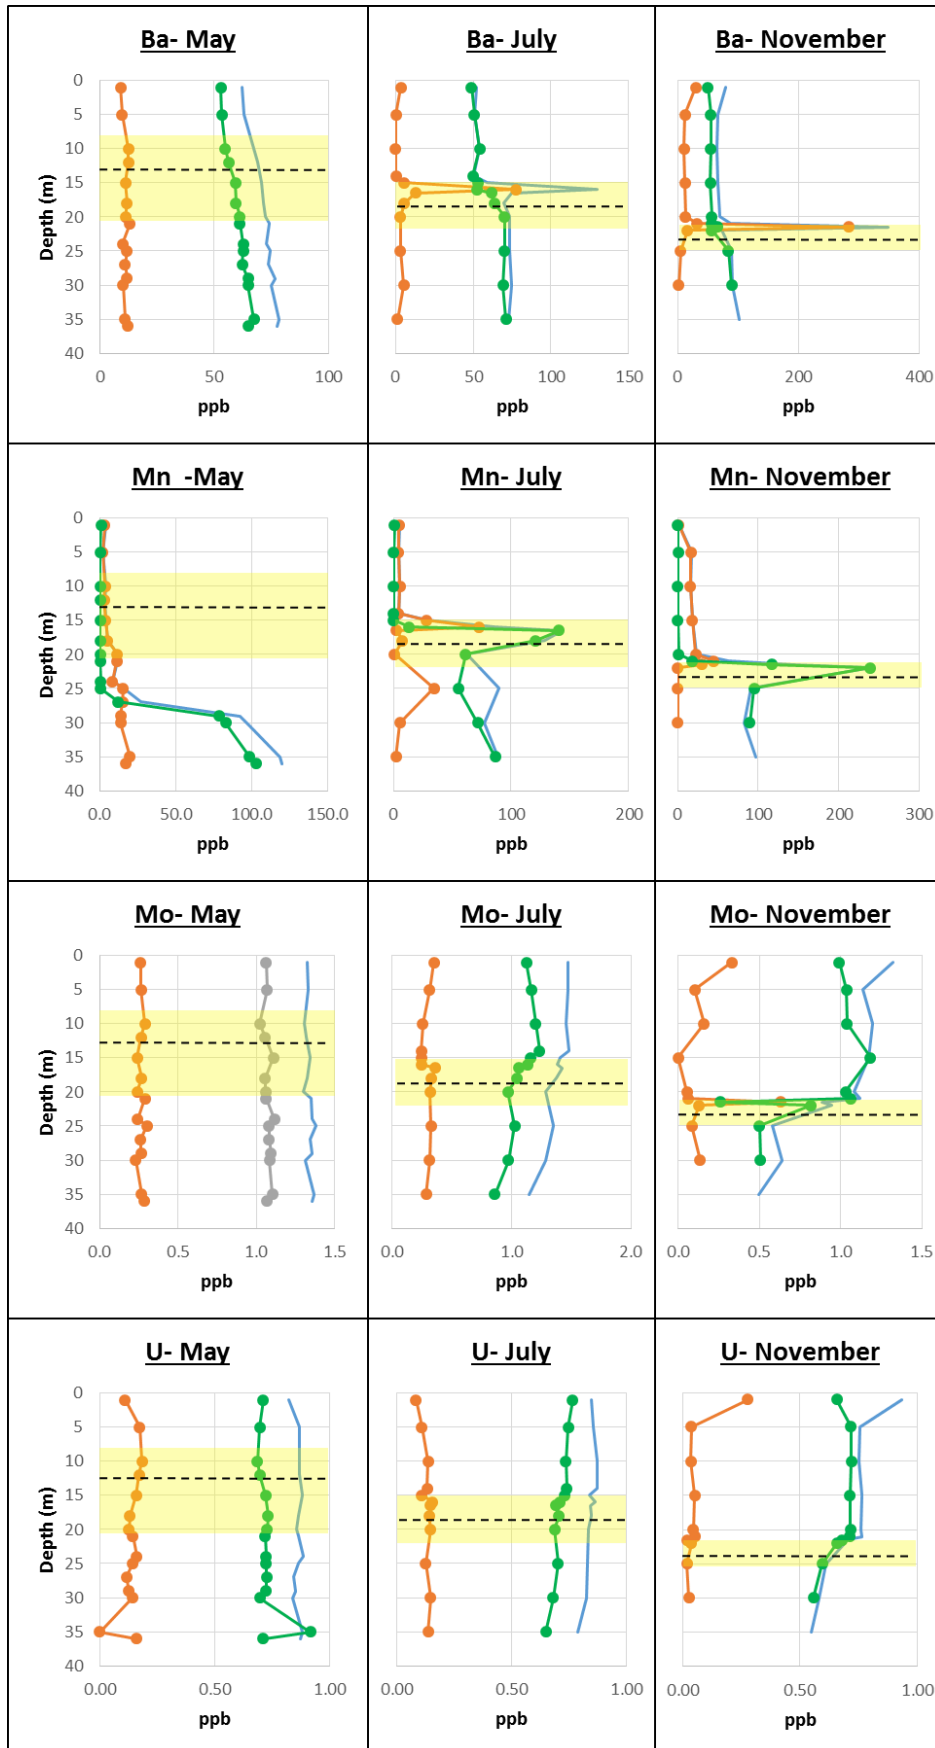 Ba- May
Ba- July
Ba- November
0
5
10
15
20
25
30
35
40
Depth (m)
0 50 100
ppb
0 50 100 150
ppb
0 200 400
ppb
Mn -May
Mn- July
Mn- November
0
5
10
15
20
25
30
35
40
Depth (m)
0.0 50.0 100.0 150.0
ppb
0 100 200
ppb
0 100 200 300
ppb
Mo- May
Mo- July
Mo- November
0
5
10
15
20
25
30
35
40
Depth (m)
0.0 0.5 1.0 1.5
ppb
0.0 1.0 2.0
ppb
0.0 0.5 1.0 1.5
ppb
U- May
U- July
U- November
0
5
10
15
20
25
30
35
40
Depth (m)
0.00 0.50 1.00
ppb
0.00 0.50 1.00
ppb
0.00 0.50 1.00
ppb